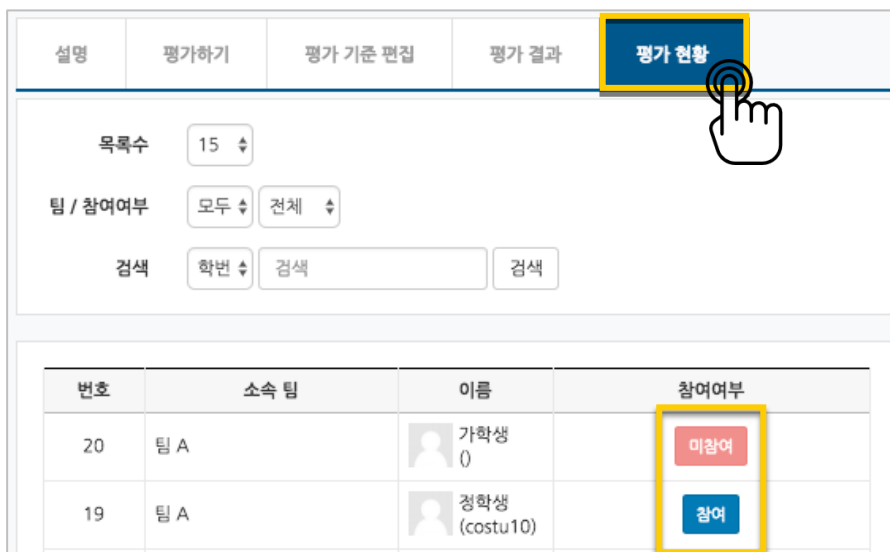 설명 평가하기 평가 기준 편집 평가 결과 평가 현황
목록수 15
팀 / 참여여부 모두 전체
검색 학번 검색 검색
번호 소속 팀 이름 참여여부
20 팀 A 가학생 미참여
()
19 팀 A 정학생 참여
(costu10)